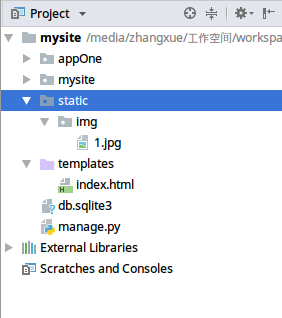 Project
mysite /media/zhangxue/工作空间/workspa
appOne
mysite
static
img
1.jpg
templates
index.html
db.sqlite3
manage.py
External Libraries
Scratches and Consoles